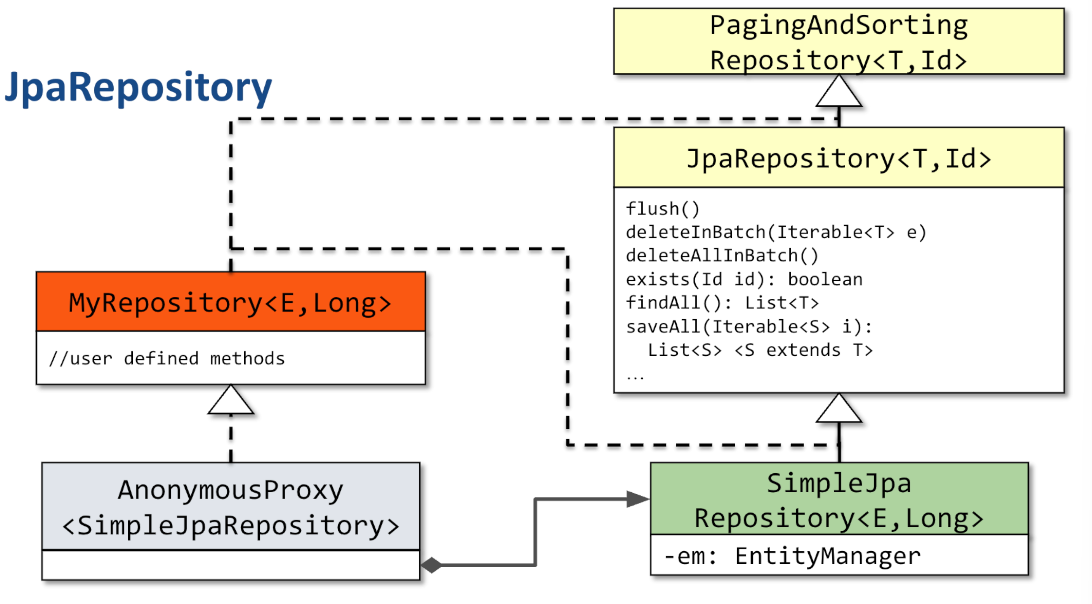 JpaRepository
PagingAndSorting
Repository<T,Id>
JpaRepository<T,Id>
flush()
deleteInBatch(Iterable<T> e)
deleteAllInBatch()
exists(Id id): boolean
findAll(): List<T>
saveAll(Iterable<S> i):
List<S> <S extends T>
…
MyRepository<E,Long>
//user defined methods
AnonymousProxy
<SimpleJpaRepository>
SimpleJpa
Repository<E,Long>
-em: EntityManager